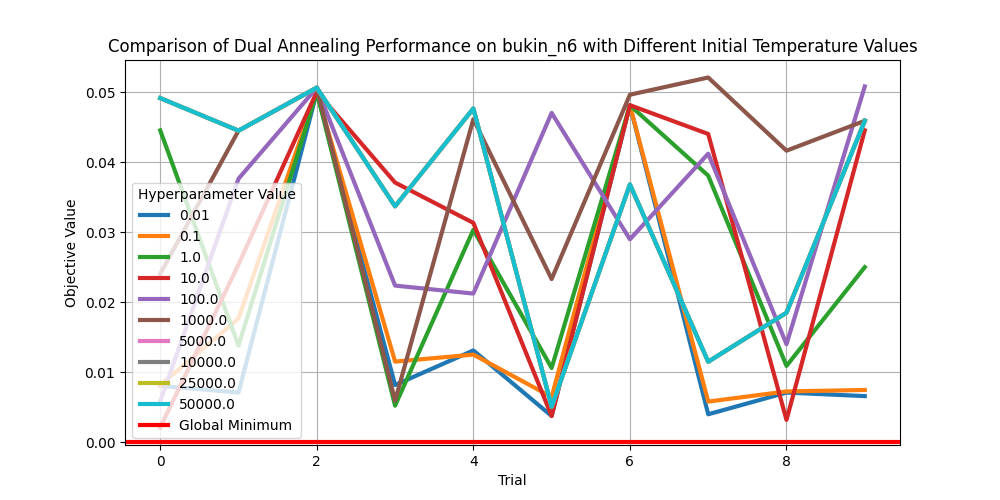 Comparison of Dual Annealing Performance on bukin_n6 with Different Initial Temperature Values
Objective Value
0.05
0.04
0.03
0.02
0.01
0.00
Hyperparameter Value
0.01
0.1
1.0
10.0
100.0
1000.0
5000.0
10000.0
25000.0
50000.0
Global Minimum
0 2 4 6 8
Trial